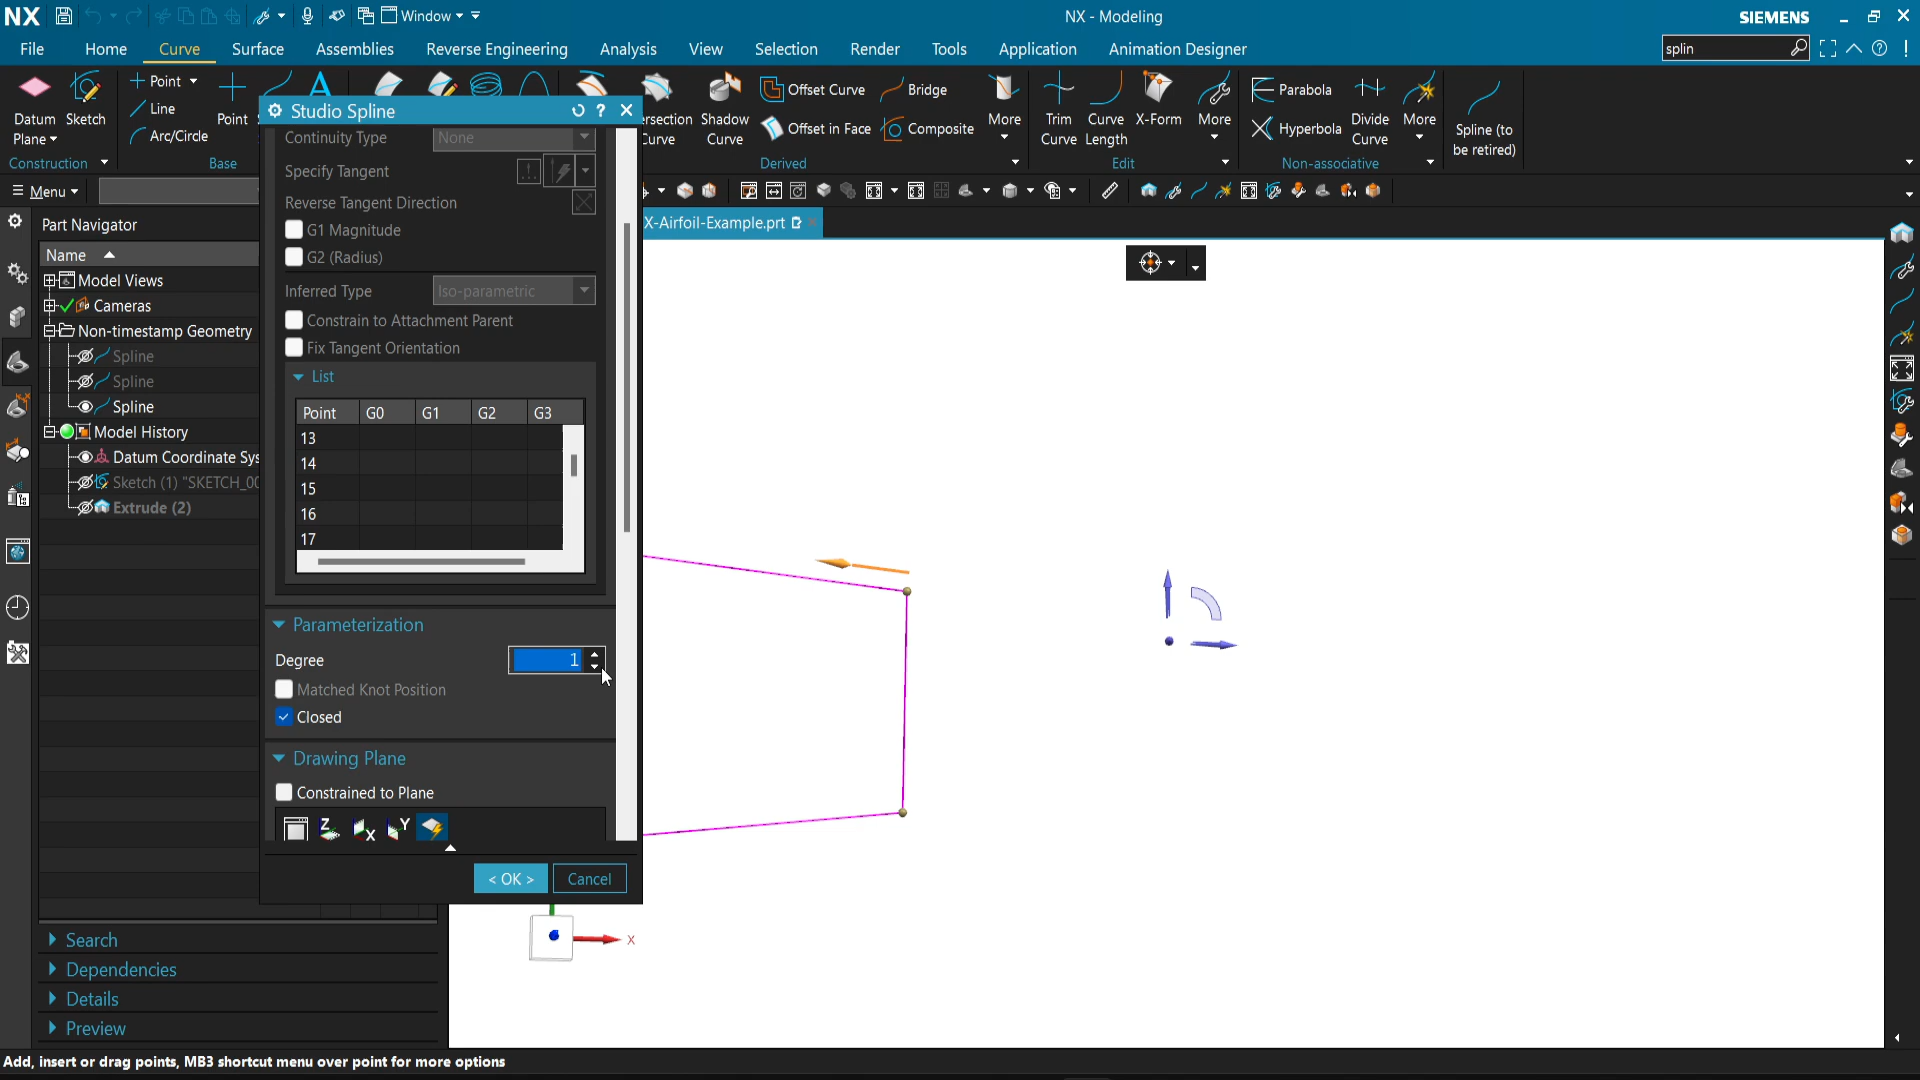 NX
Window
NX - Modeling
SIEMENS
File
Home
Curve
Surface
Assemblies
Reverse Engineering
Analysis
View
Selection
Render
Tools
Application
Animation Designer
splin
Datum
Plane
Sketch
Point
Line
Arc/Circle
Point
Curve
Shadow
Curve
Offset Curve
Offset in Face
Bridge
Composite
More
Trim
Curve
Curve
Length
X-Form
More
Parabola
Hyperbola
Divide
Curve
More
Spline (to
be retired)
Construction
Base
Derived
Edit
Non-associative
Menu
Part Navigator
Name
Model Views
Cameras
Non-timestamp Geometry
Spline
Spline
Spline
Model History
Datum Coordinate Sys
Sketch (1) "SKETCH_00
Extrude (2)
Search
Dependencies
Details
Preview
Studio Spline
Continuity Type
None
Specify Tangent
Reverse Tangent Direction
G1 Magnitude
G2 (Radius)
Inferred Type
Iso-parametric
Constrain to Attachment Parent
Fix Tangent Orientation
List
Point G0 G1 G2 G3
13
14
15
16
17
Parameterization
Degree
1
Matched Knot Position
Closed
Drawing Plane
Constrained to Plane
Z
X
Y
< OK >
Cancel
X-Airfoil-Example.prt
X
Add, insert or drag points, MB3 shortcut menu over point for more options